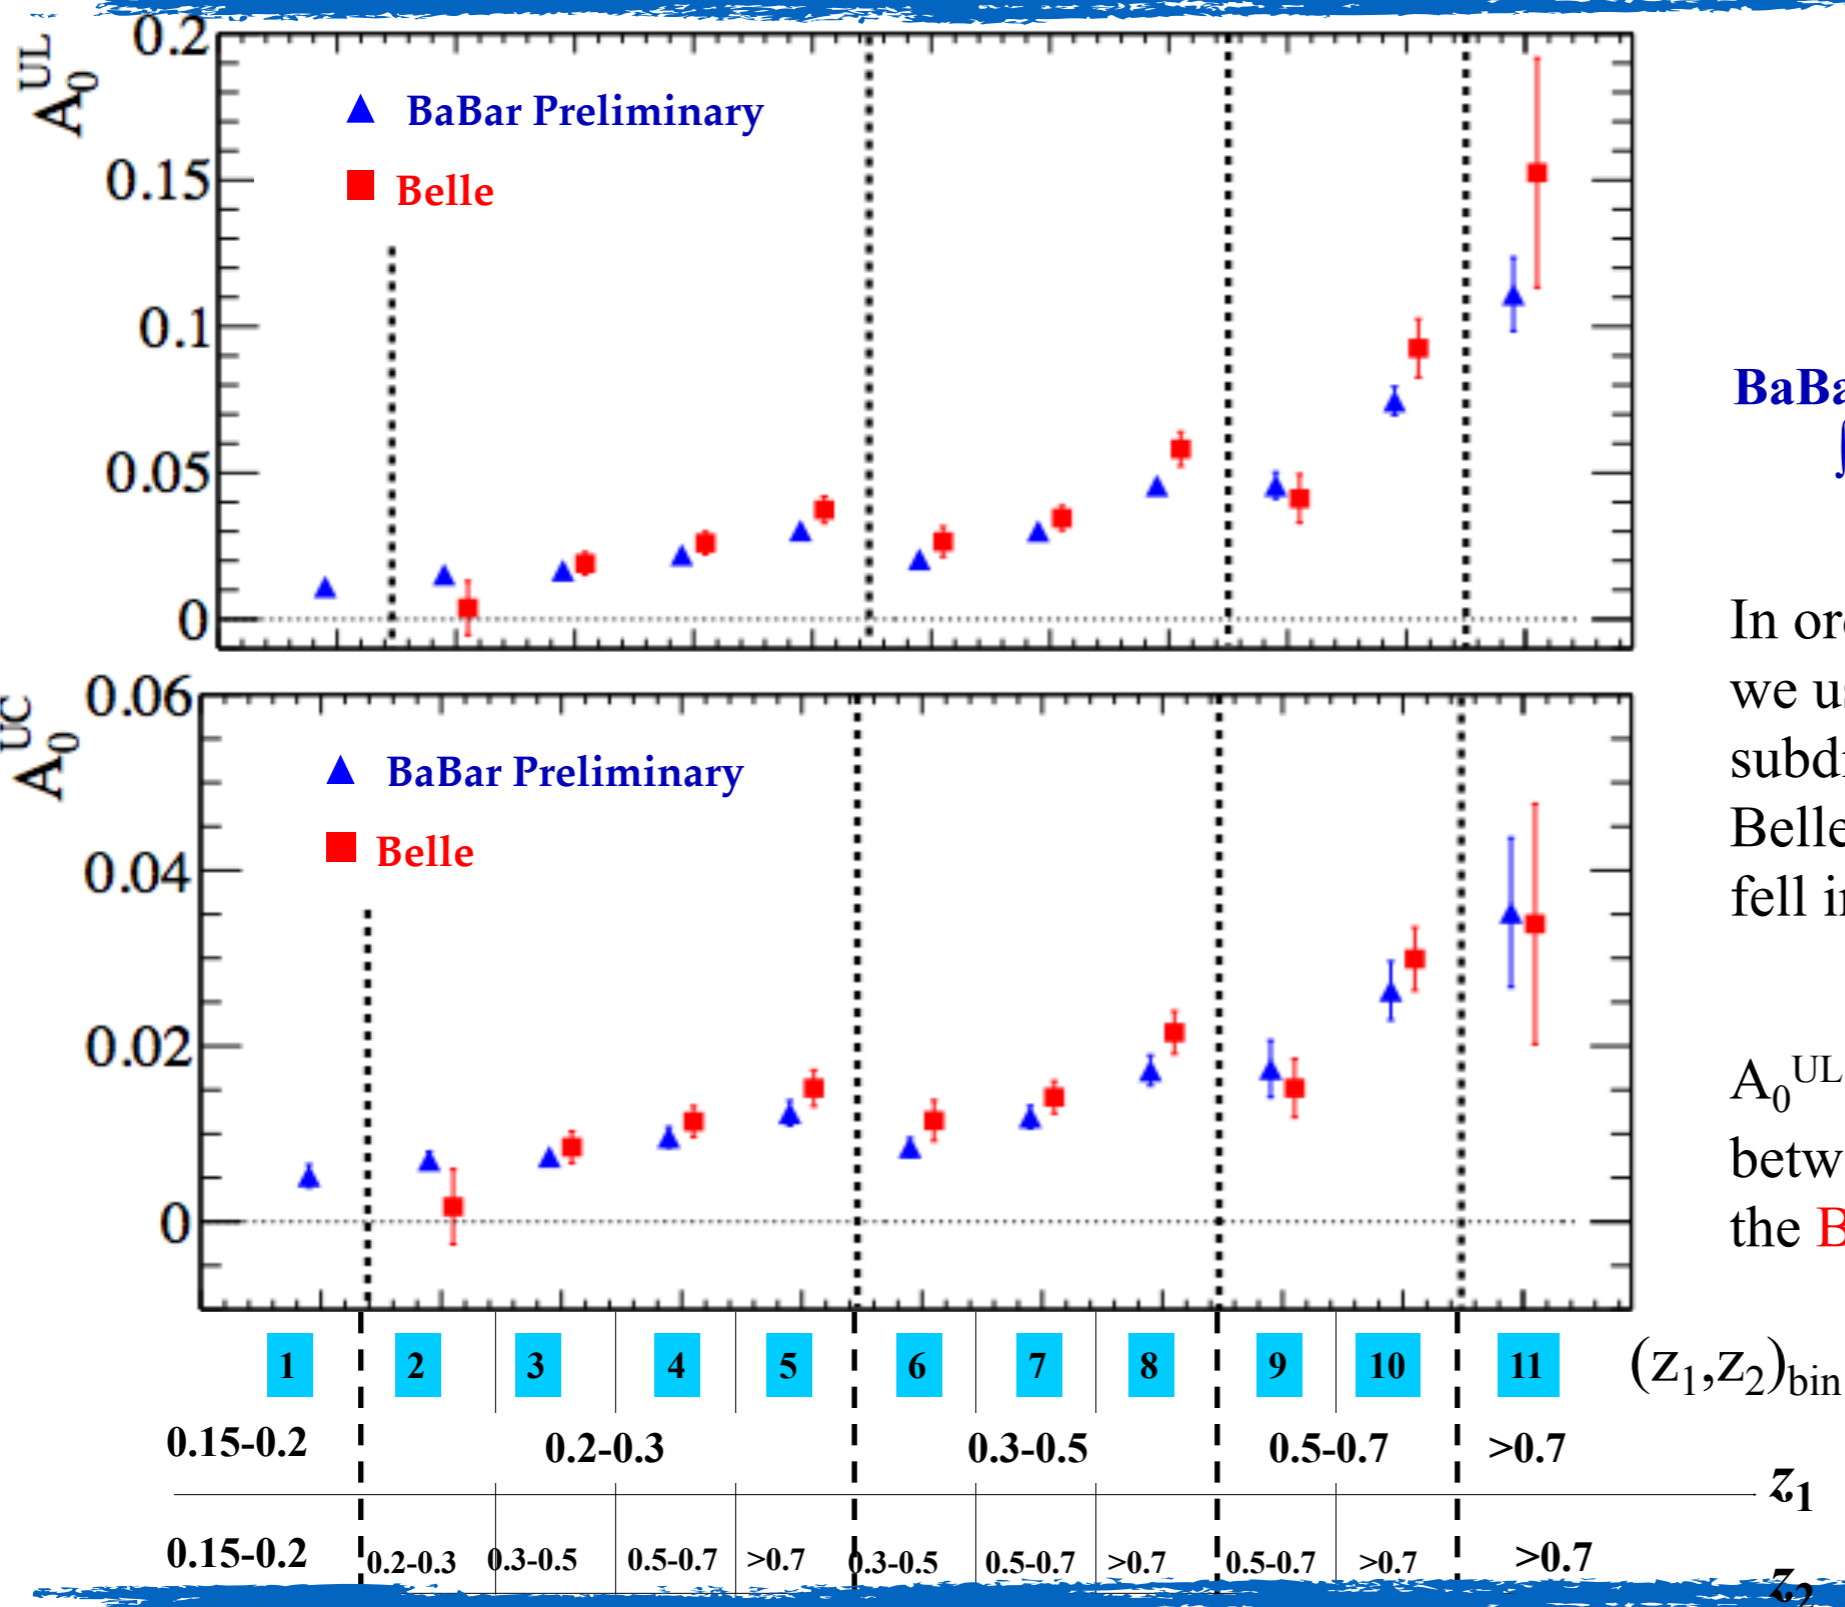 A₀ᵁᴸ
0.2
0.15
0.1
0.05
0
BaBar Preliminary
Belle
A₀ᵁC
0.06
0.04
0.02
0
BaBar Preliminary
Belle
1 2 3 4 5 6 7 8 9 10 11 (z₁,z₂)bin
0.15-0.2 0.2-0.3 0.3-0.5 0.5-0.7 >0.7
z₁
0.15-0.2 0.2-0.3 0.3-0.5 0.5-0.7 >0.7 0.3-0.5 0.5-0.7 >0.7 0.5-0.7 >0.7 >0.7
z₂
BaBa
∫
In or
we us
subdi
Belle
fell in
A₀ᵁᴸ
betw
the B